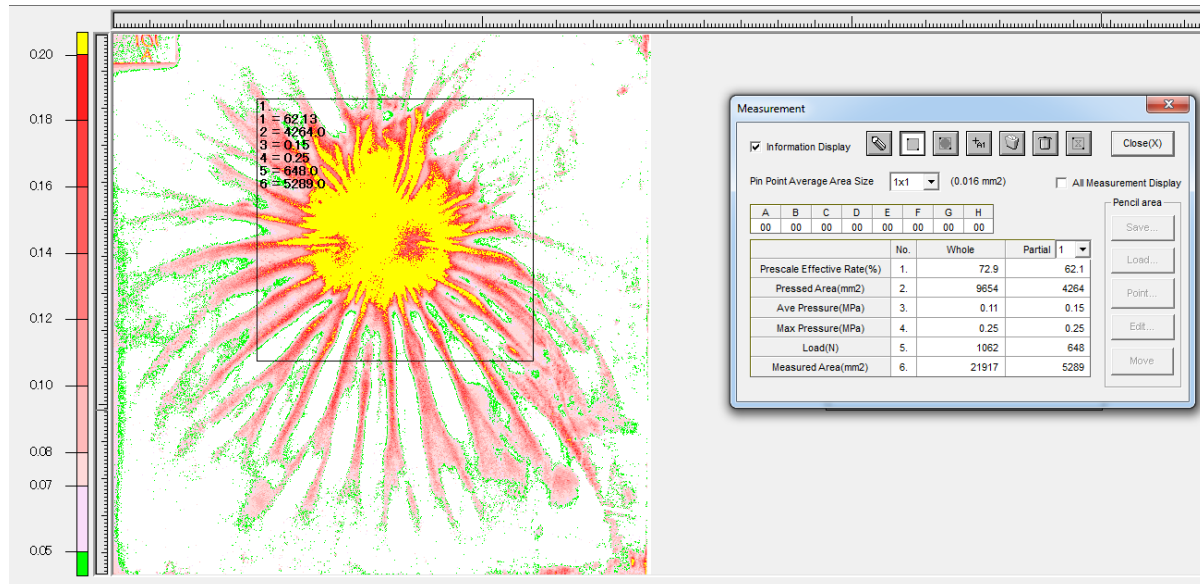 0.20
0.18
0.16
0.14
0.12
0.10
0.08
0.07
0.05
1
1 = 62.13
2 = 4264.0
3 = 0.15
4 = 0.25
5 = 648.0
6 = 5289.0
Measurement
Information Display
Close(X)
Pin Point Average Area Size 1x1 (0.016 mm2) All Measurement Display
A B C D E F G H
00 00 00 00 00 00 00 00
No. Whole Partial 1
Prescale Effective Rate(%) 1. 72.9 62.1
Pressed Area(mm2) 2. 9654 4264
Ave Pressure(MPa) 3. 0.11 0.15
Max Pressure(MPa) 4. 0.25 0.25
Load(N) 5. 1062 648
Measured Area(mm2) 6. 21917 5289
Pencil area
Save...
Load...
Point...
Edit...
Move